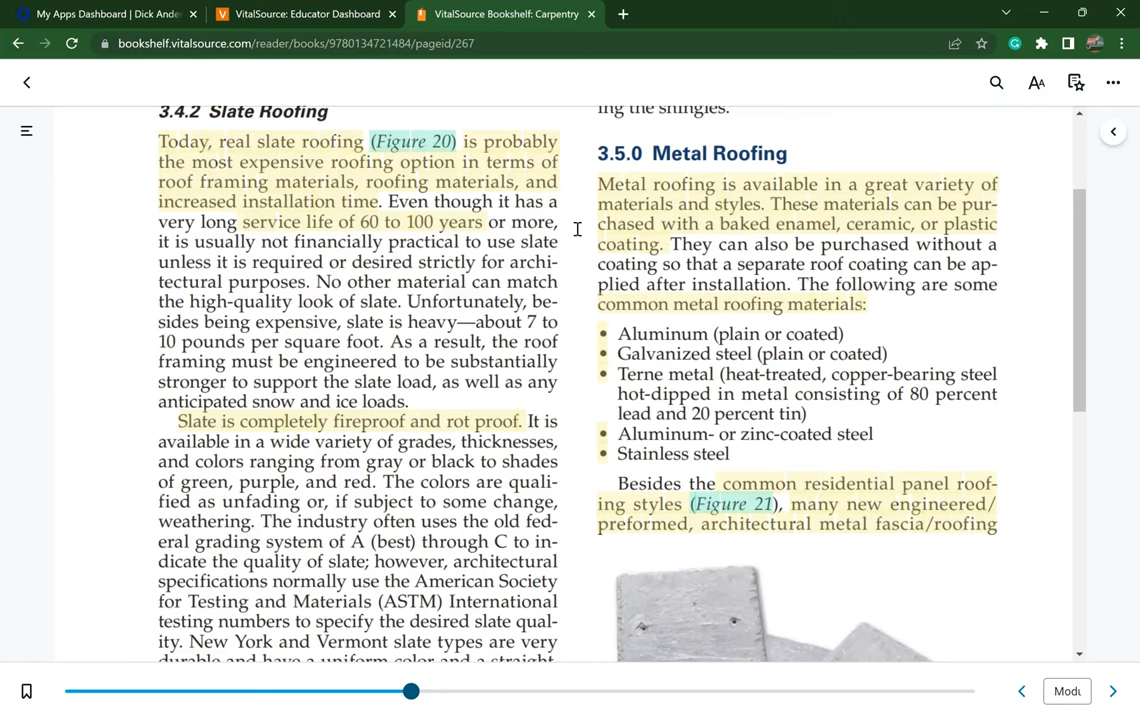 My Apps Dashboard | Dick Ander
VitalSource: Educator Dashboard
VitalSource Bookshelf: Carpentry
bookshelf.vitalsource.com/reader/books/9780134721484/pageid/267
3.4.2 Slate Roofing
Today, real slate roofing (Figure 20) is probably
the most expensive roofing option in terms of
roof framing materials, roofing materials, and
increased installation time. Even though it has a
very long service life of 60 to 100 years or more,
it is usually not financially practical to use slate
unless it is required or desired strictly for archi-
tectural purposes. No other material can match
the high-quality look of slate. Unfortunately, be-
sides being expensive, slate is heavy—about 7 to
10 pounds per square foot. As a result, the roof
framing must be engineered to be substantially
stronger to support the slate load, as well as any
anticipated snow and ice loads.
Slate is completely fireproof and rot proof. It is
available in a wide variety of grades, thicknesses,
and colors ranging from gray or black to shades
of green, purple, and red. The colors are quali-
fied as unfading or, if subject to some change,
weathering. The industry often uses the old fed-
eral grading system of A (best) through C to in-
dicate the quality of slate; however, architectural
specifications normally use the American Society
for Testing and Materials (ASTM) International
testing numbers to specify the desired slate qual-
ity. New York and Vermont slate types are very
durable and have a uniform color and a straight,
ing the shingles.
3.5.0 Metal Roofing
Metal roofing is available in a great variety of
materials and styles. These materials can be pur-
chased with a baked enamel, ceramic, or plastic
coating. They can also be purchased without a
coating so that a separate roof coating can be ap-
plied after installation. The following are some
common metal roofing materials:
• Aluminum (plain or coated)
• Galvanized steel (plain or coated)
• Terne metal (heat-treated, copper-bearing steel
hot-dipped in metal consisting of 80 percent
lead and 20 percent tin)
• Aluminum- or zinc-coated steel
• Stainless steel
Besides the common residential panel roof-
ing styles (Figure 21), many new engineered/
preformed, architectural metal fascia/roofing
Modu